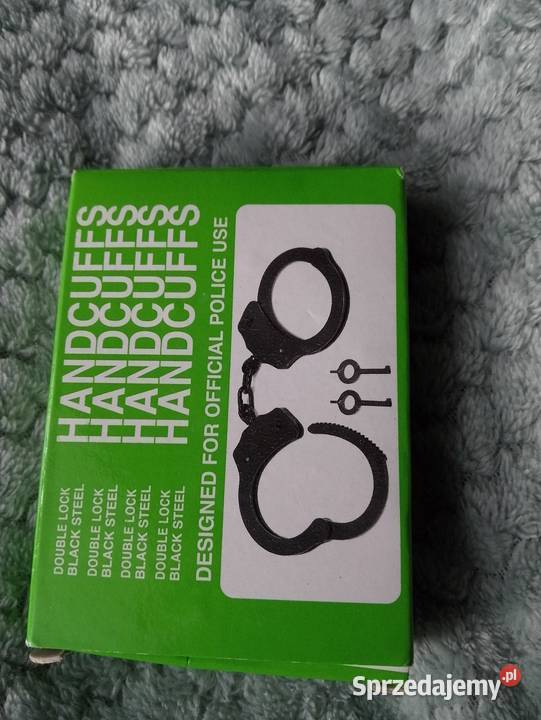 HANDCUFFS
HANDCUFFS
HANDCUFFS
HANDCUFFS
DOUBLE LOCK
BLACK STEEL
DOUBLE LOCK
BLACK STEEL
DOUBLE LOCK
BLACK STEEL
DOUBLE LOCK
BLACK STEEL
DESIGNED FOR OFFICIAL POLICE USE
Sprzedajemy.pl